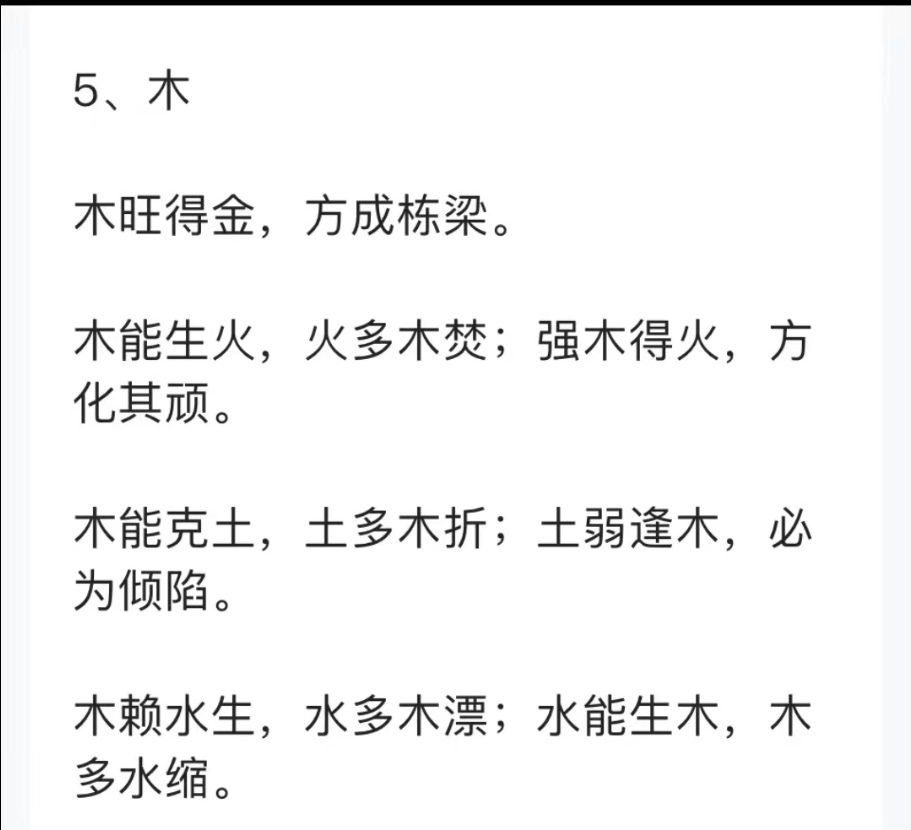 5、木
木旺得金，方成栋梁。
木能生火，火多木焚；强木得火，方
化其顽。
木能克土，土多木折；土弱逢木，必
为倾陷。
木赖水生，水多木漂；水能生木，木
多水缩。